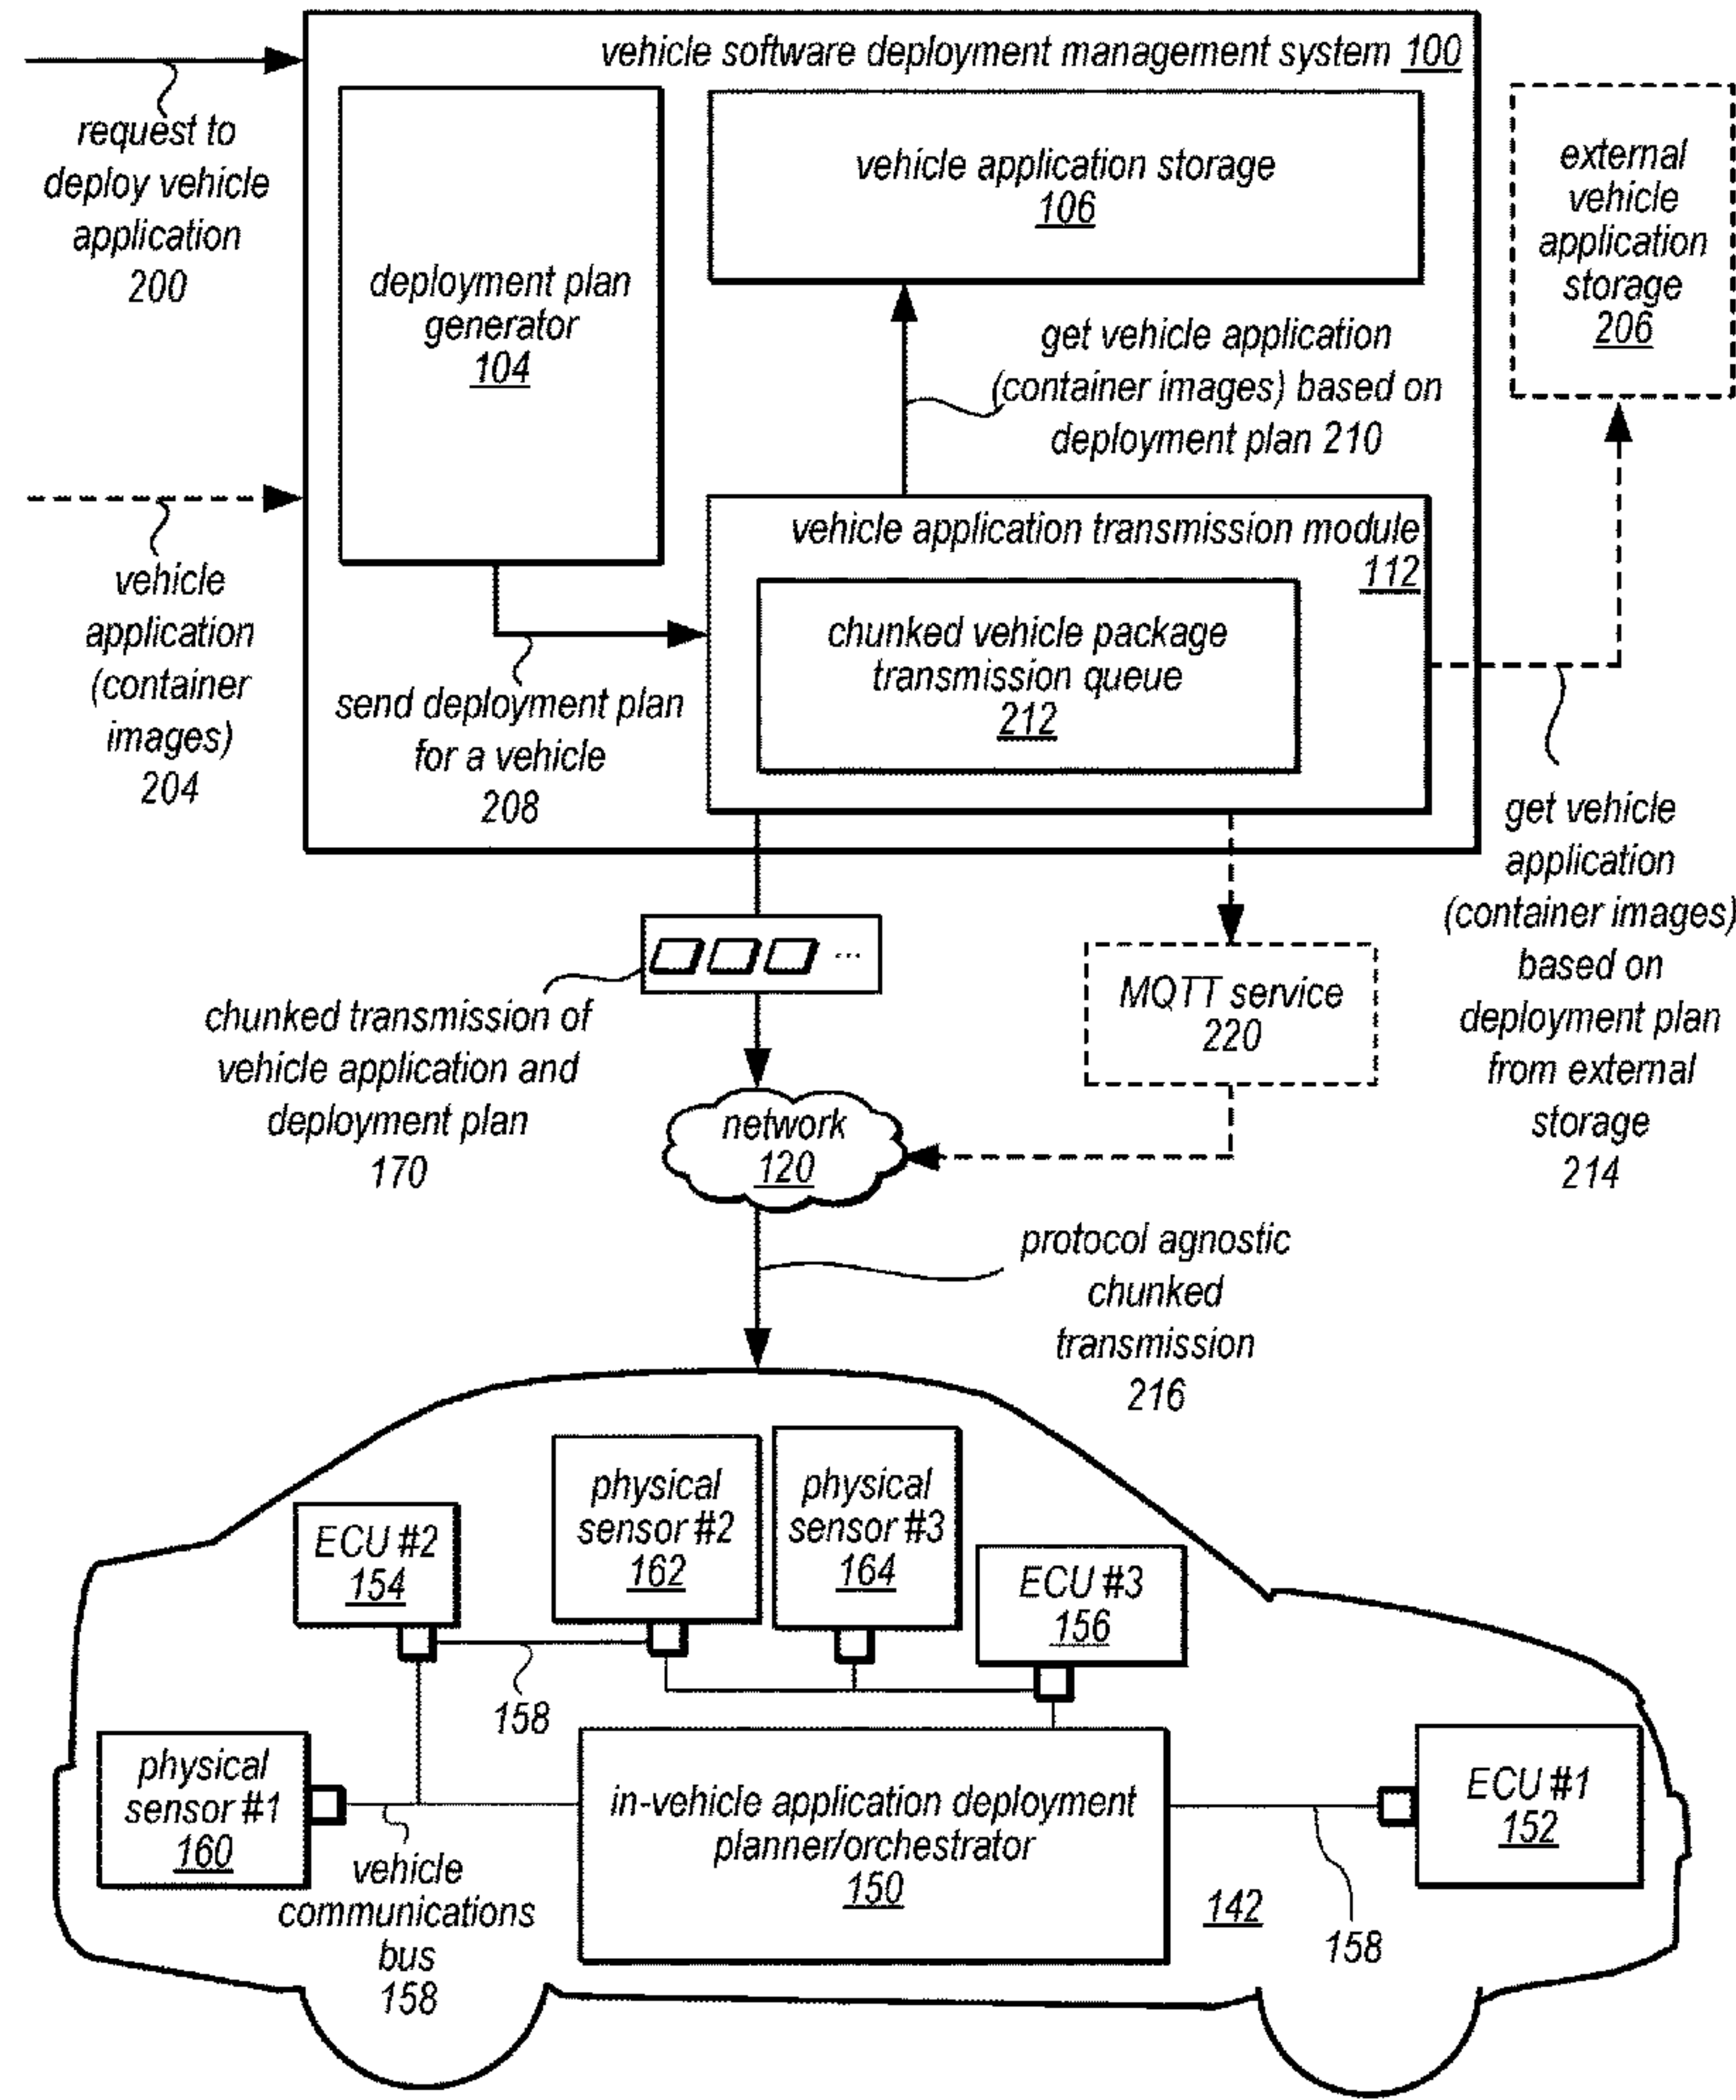 vehicle software deployment management system 100
request to
deploy vehicle
application
200
deployment plan
generator
104
vehicle application storage
106
external
vehicle
application
storage
206
get vehicle application
(container images) based on
deployment plan 210
vehicle
application
(container
images)
204
send deployment plan
for a vehicle
208
vehicle application transmission module
112
chunked vehicle package
transmission queue
212
get vehicle
application
(container images)
based on
deployment plan
from external
storage
214
...
chunked transmission of
vehicle application and
deployment plan
170
MQTT service
220
network
120
protocol agnostic
chunked
transmission
216
ECU #2
154
physical
sensor #2
162
physical
sensor #3
164
ECU #3
156
158
physical
sensor #1
160
vehicle
communications
bus
158
in-vehicle application deployment
planner/orchestrator
150
142
158
ECU #1
152